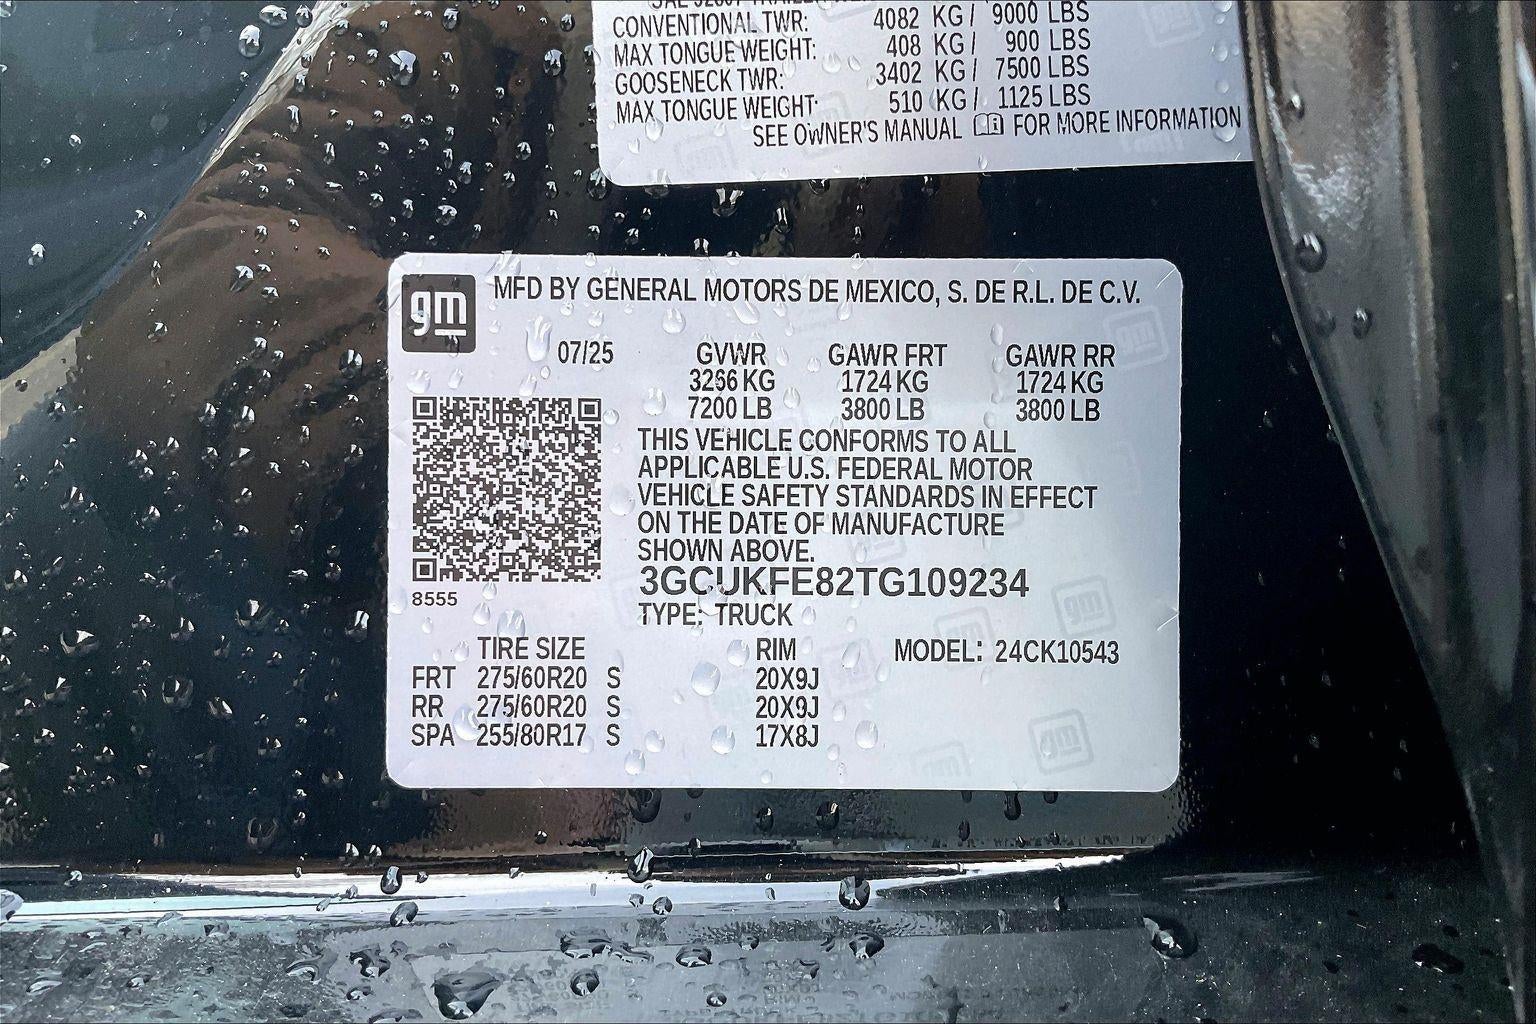 CONVENTIONAL TWR: 4082 KG / 9000 LBS
MAX TONGUE WEIGHT: 408 KG / 900 LBS
GOOSENECK TWR: 3402 KG / 7500 LBS
MAX TONGUE WEIGHT: 510 KG / 1125 LBS
SEE OWNER'S MANUAL FOR MORE INFORMATION
gm
MFD BY GENERAL MOTORS DE MEXICO, S. DE R.L. DE C.V.
07/25 GVWR GAWR FRT GAWR RR
3266 KG 1724 KG 1724 KG
7200 LB 3800 LB 3800 LB
THIS VEHICLE CONFORMS TO ALL
APPLICABLE U.S. FEDERAL MOTOR
VEHICLE SAFETY STANDARDS IN EFFECT
ON THE DATE OF MANUFACTURE
SHOWN ABOVE.
3GCUKFE82TG109234
8555
TYPE: TRUCK
TIRE SIZE RIM MODEL: 24CK10543
FRT 275/60R20 S 20X9J
RR 275/60R20 S 20X9J
SPA 255/80R17 S 17X8J